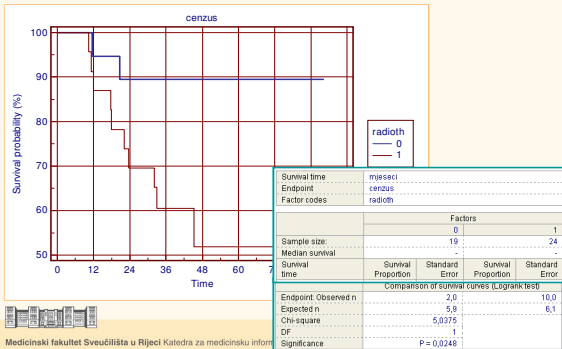 cenzus
Survival probability (%)
100
90
80
70
60
50
0 12 24 36 48 60
Time
radioth
0
1
Survival time mjeseci
Endpoint cenzus
Factor codes radioth
Factors
0 1
Sample size: 19 24
Median survival - -
Survival time Survival Proportion Standard Error Survival Proportion Standard Error
Comparison of survival curves (Logrank test)
Endpoint: Observed n 2,0 10,0
Expected n 5,9 6,1
Chi-square 5,0375
DF 1
Significance P = 0,0248
Medicinski fakultet Sveučilišta u Rijeci Katedra za medicinsku inform